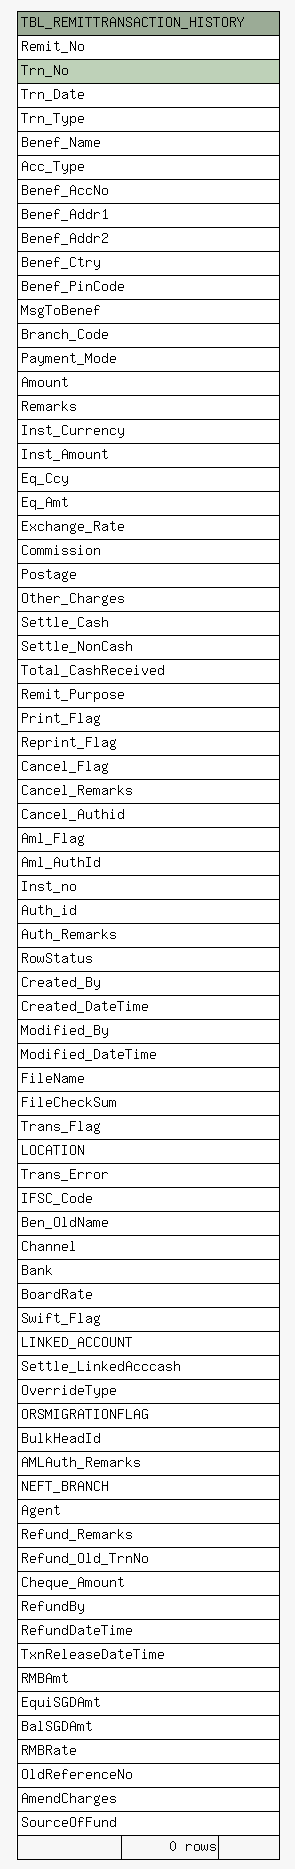 TBL_REMITTRANSACTION_HISTORY
Remit_No
Trn_No
Trn_Date
Trn_Type
Benef_Name
Acc_Type
Benef_AccNo
Benef_Addr1
Benef_Addr2
Benef_Ctry
Benef_PinCode
MsgToBenef
Branch_Code
Payment_Mode
Amount
Remarks
Inst_Currency
Inst_Amount
Eq_Ccy
Eq_Amt
Exchange_Rate
Commission
Postage
Other_Charges
Settle_Cash
Settle_NonCash
Total_CashReceived
Remit_Purpose
Print_Flag
Reprint_Flag
Cancel_Flag
Cancel_Remarks
Cancel_Authid
Aml_Flag
Aml_AuthId
Inst_no
Auth_id
Auth_Remarks
RowStatus
Created_By
Created_DateTime
Modified_By
Modified_DateTime
FileName
FileCheckSum
Trans_Flag
LOCATION
Trans_Error
IFSC_Code
Ben_OldName
Channel
Bank
BoardRate
Swift_Flag
LINKED_ACCOUNT
Settle_LinkedAcccash
OverrideType
ORSMIGRATIONFLAG
BulkHeadId
AMLAuth_Remarks
NEFT_BRANCH
Agent
Refund_Remarks
Refund_Old_TrnNo
Cheque_Amount
RefundBy
RefundDateTime
TxnReleaseDateTime
RMBAmt
EquiSGDAmt
BalSGDAmt
RMBRate
OldReferenceNo
AmendCharges
SourceOfFund
0 rows